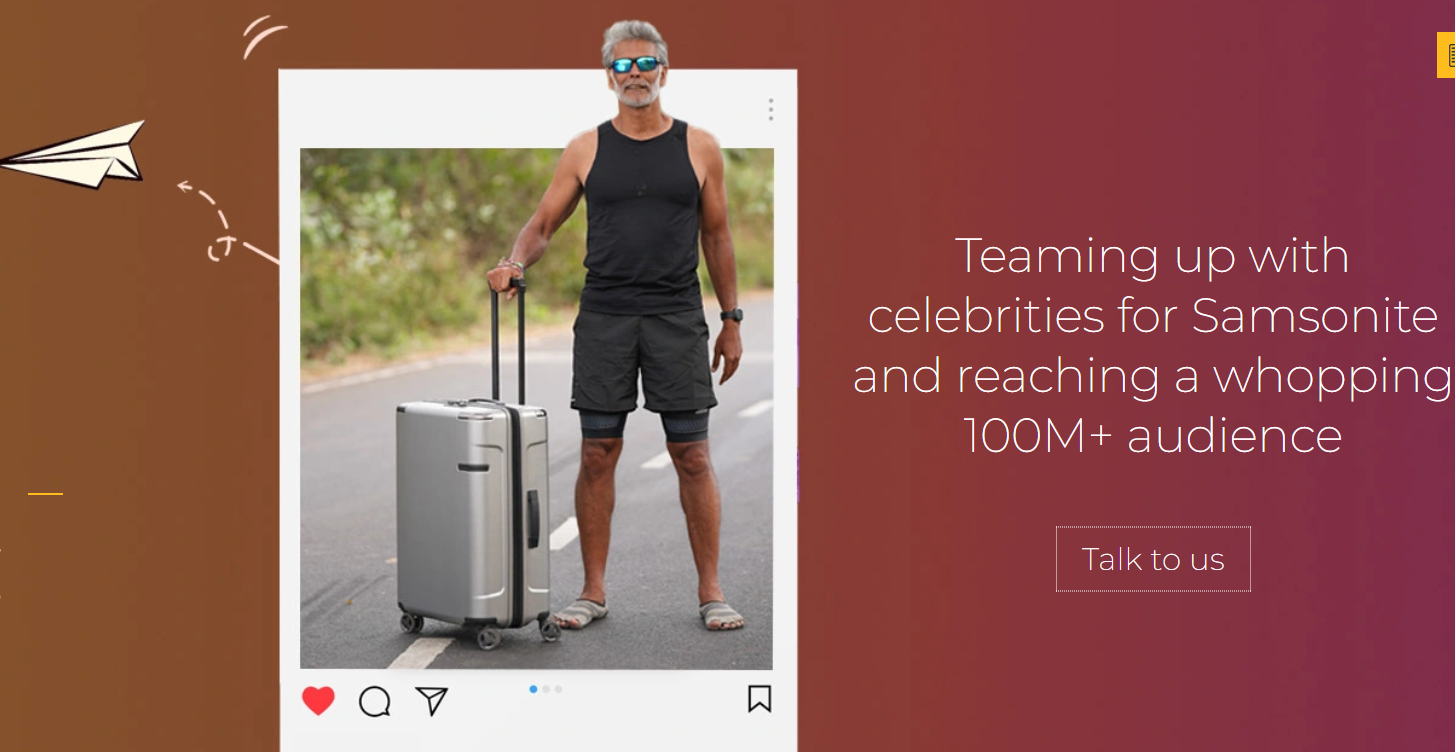 Teaming up with
celebrities for Samsonite
and reaching a whopping
100M+ audience
Talk to us